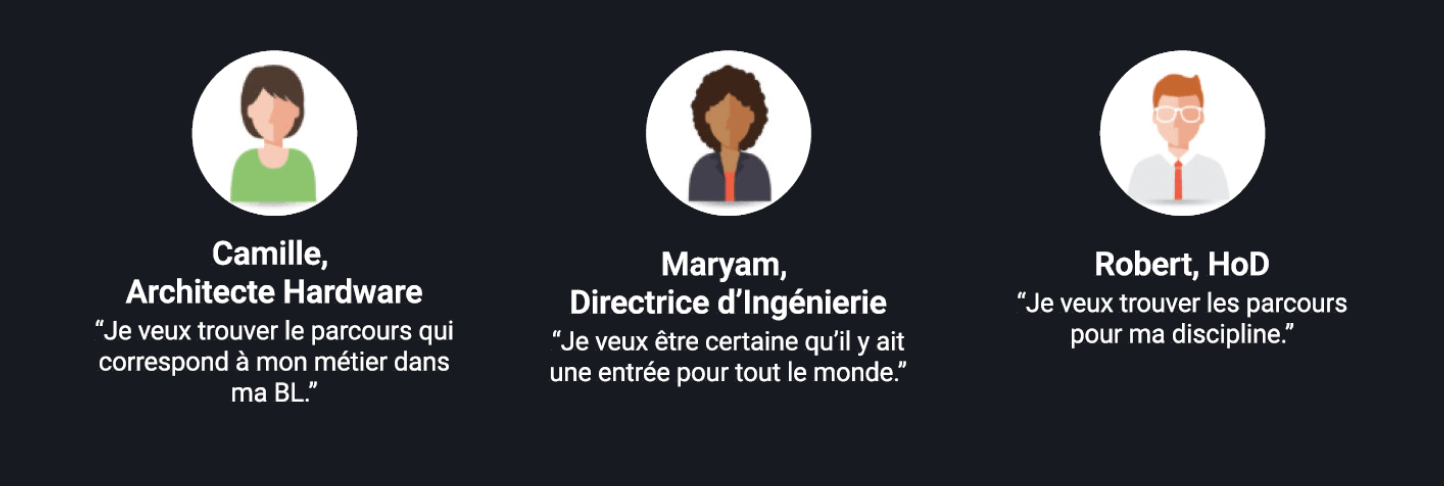 Camille,
Architecte Hardware
“Je veux trouver le parcours qui
correspond à mon métier dans
ma BL.”
Maryam,
Directrice d’Ingénierie
“Je veux être certaine qu’il y ait
une entrée pour tout le monde.”
Robert, HoD
“Je veux trouver les parcours
pour ma discipline.”